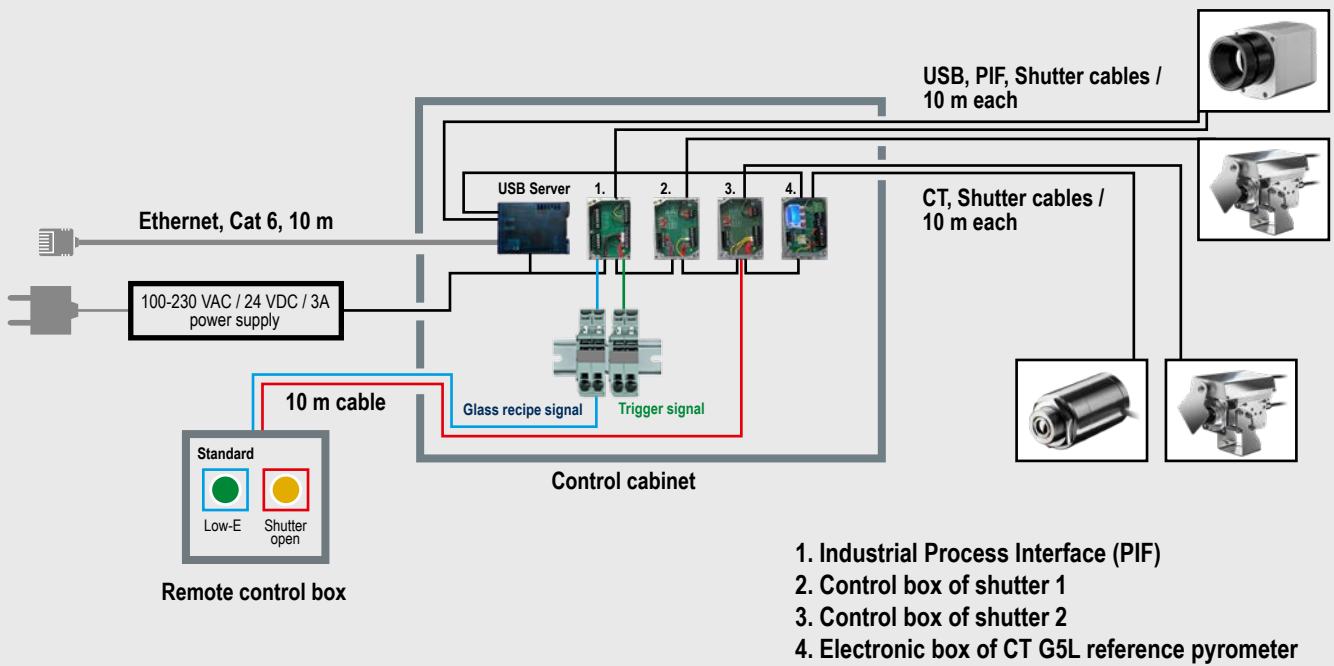 USB, PIF, Shutter cables /
10 m each
USB Server
1.
2.
3.
4.
CT, Shutter cables /
10 m each
Ethernet, Cat 6, 10 m
100-230 VAC / 24 VDC / 3A
power supply
3
3
10 m cable
Glass recipe signal
Trigger signal
Standard
Low-E
Shutter
open
Control cabinet
Remote control box
1. Industrial Process Interface (PIF)
2. Control box of shutter 1
3. Control box of shutter 2
4. Electronic box of CT G5L reference pyrometer